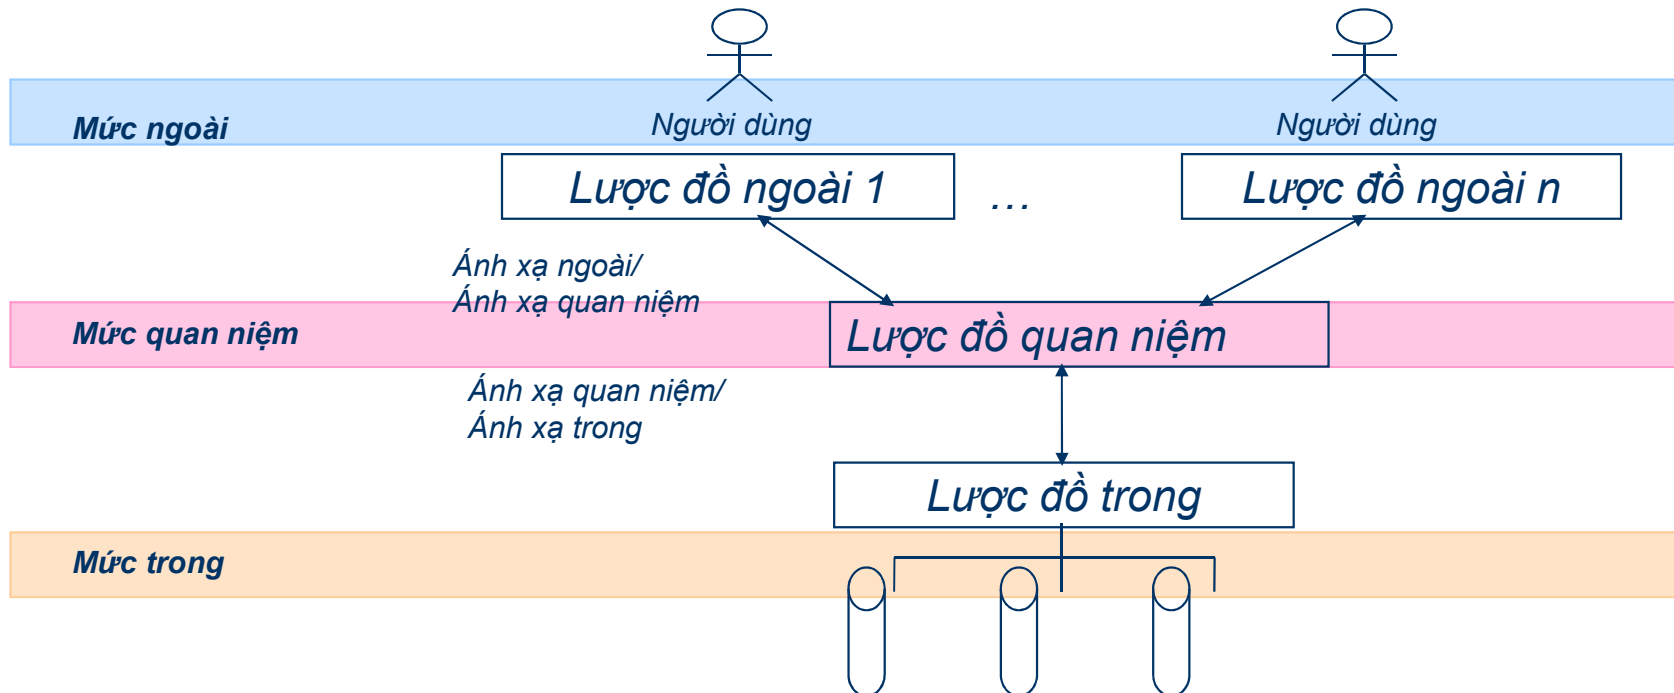 Mức ngoài
Người dùng
Người dùng
Lược đồ ngoài 1
...
Lược đồ ngoài n
Ánh xạ ngoài/
Ánh xạ quan niệm
Mức quan niệm
Lược đồ quan niệm
Ánh xạ quan niệm/
Ánh xạ trong
Lược đồ trong
Mức trong